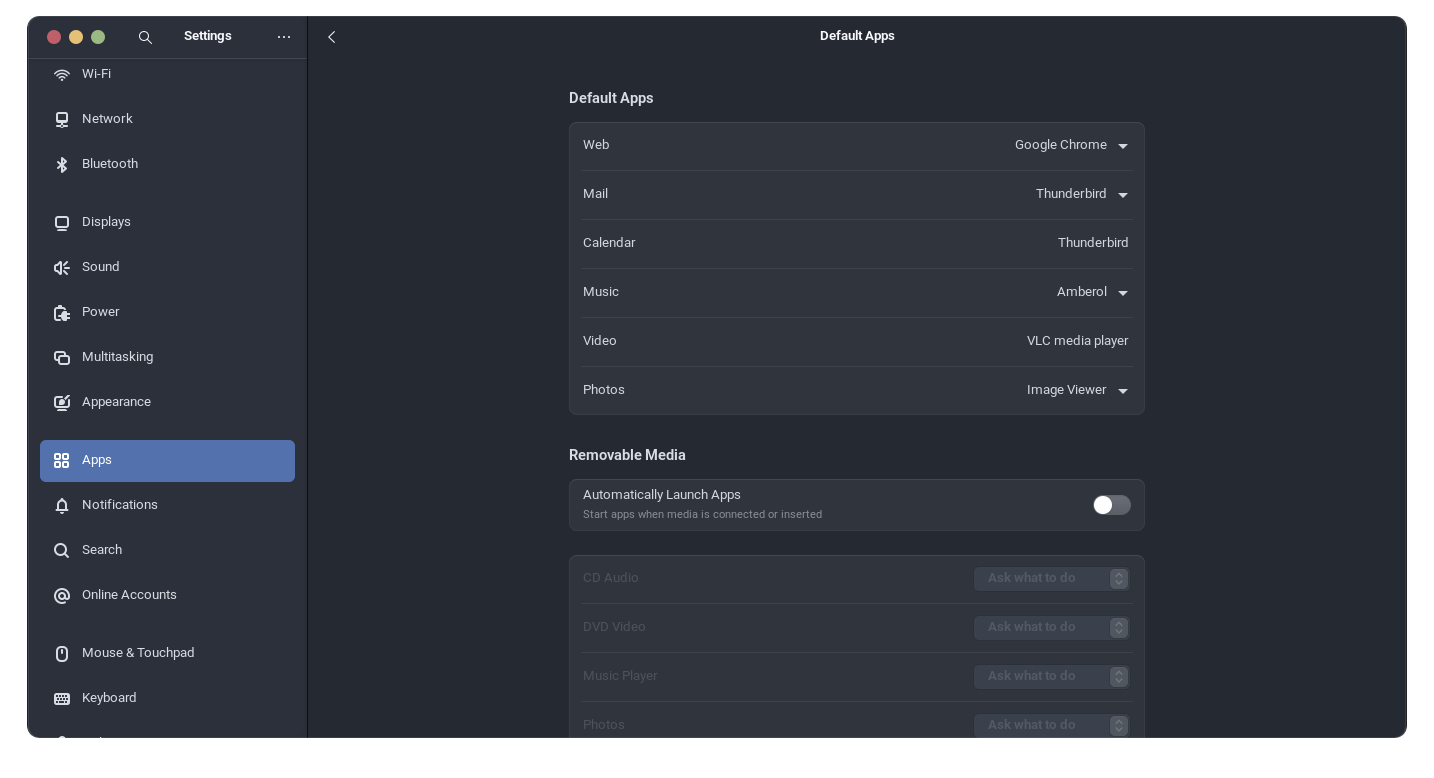 Settings
Wi-Fi
Network
Bluetooth
Displays
Sound
Power
Multitasking
Appearance
Apps
Notifications
Search
Online Accounts
Mouse & Touchpad
Keyboard
Default Apps
Default Apps
Web Google Chrome
Mail Thunderbird
Calendar Thunderbird
Music Amberol
Video VLC media player
Photos Image Viewer
Removable Media
Automatically Launch Apps
Start apps when media is connected or inserted
CD Audio Ask what to do
DVD Video Ask what to do
Music Player Ask what to do
Photos Ask what to do